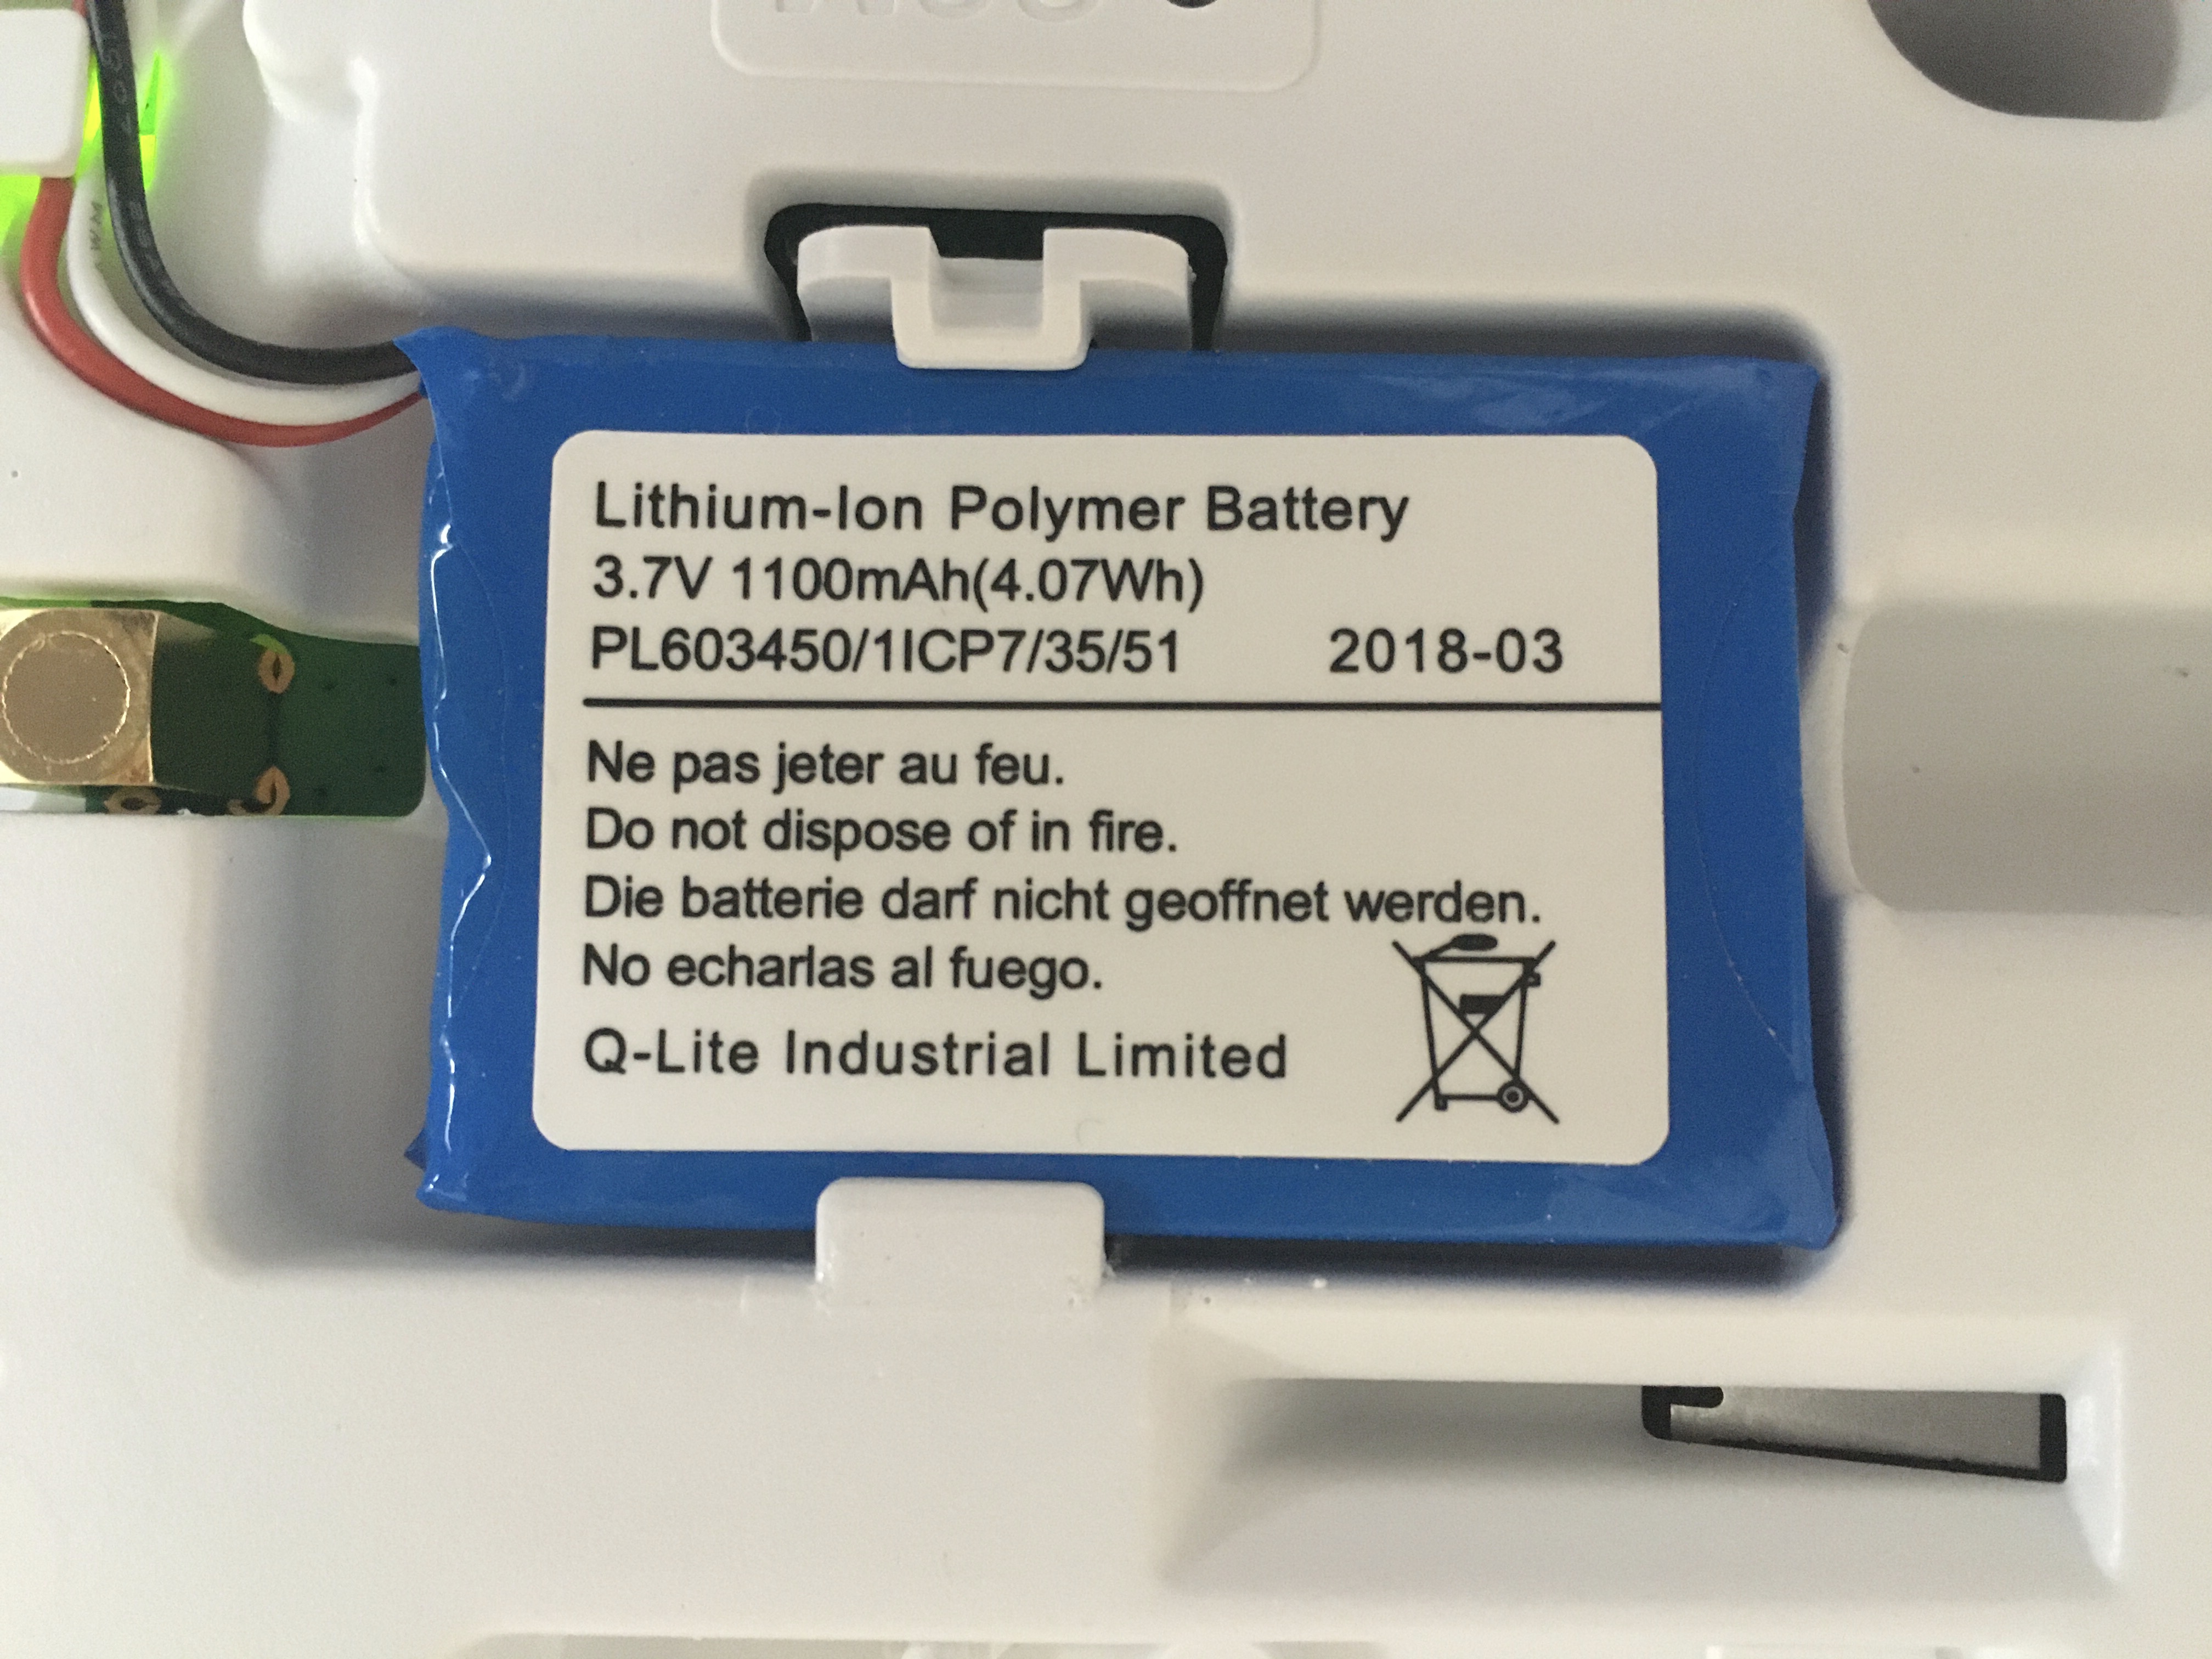 Lithium-Ion Polymer Battery
3.7V 1100mAh(4.07Wh)
PL603450/1ICP7/35/51 2018-03
Ne pas jeter au feu.
Do not dispose of in fire.
Die batterie darf nicht geoffnet werden.
No echarlas al fuego.
Q-Lite Industrial Limited